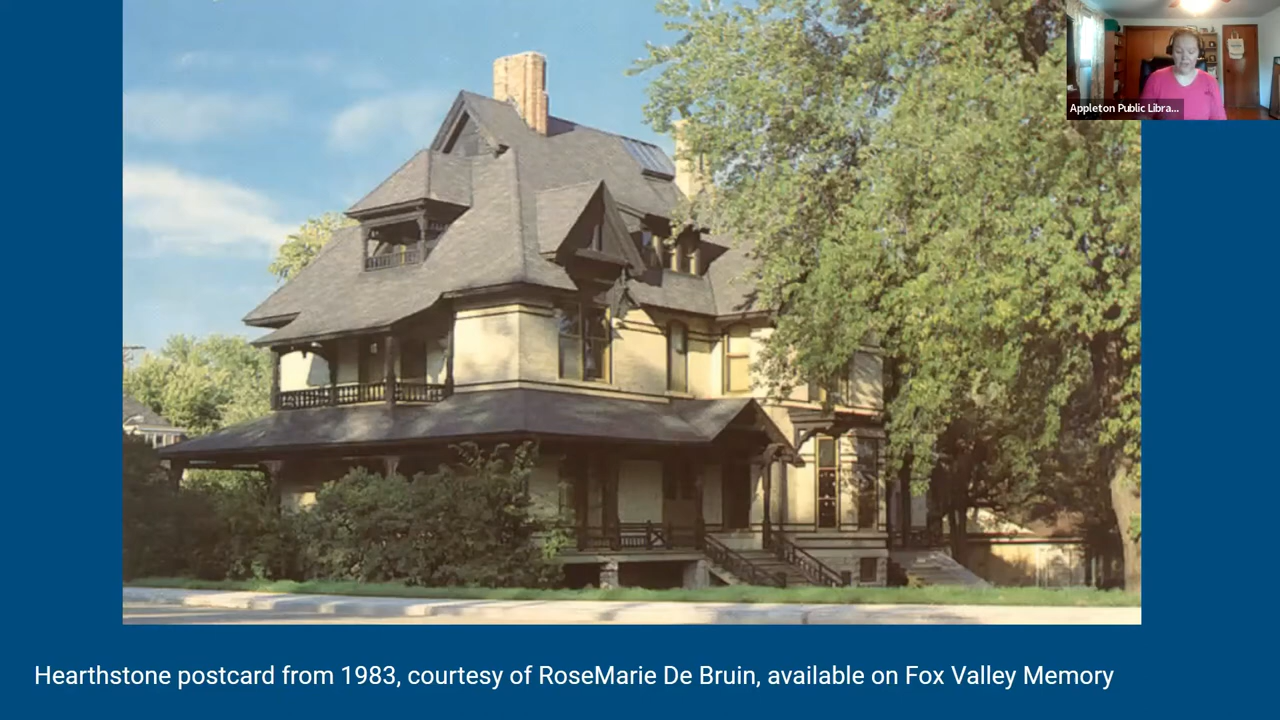 Appleton Public Libra...
Hearthstone postcard from 1983, courtesy of RoseMarie De Bruin, available on Fox Valley Memory